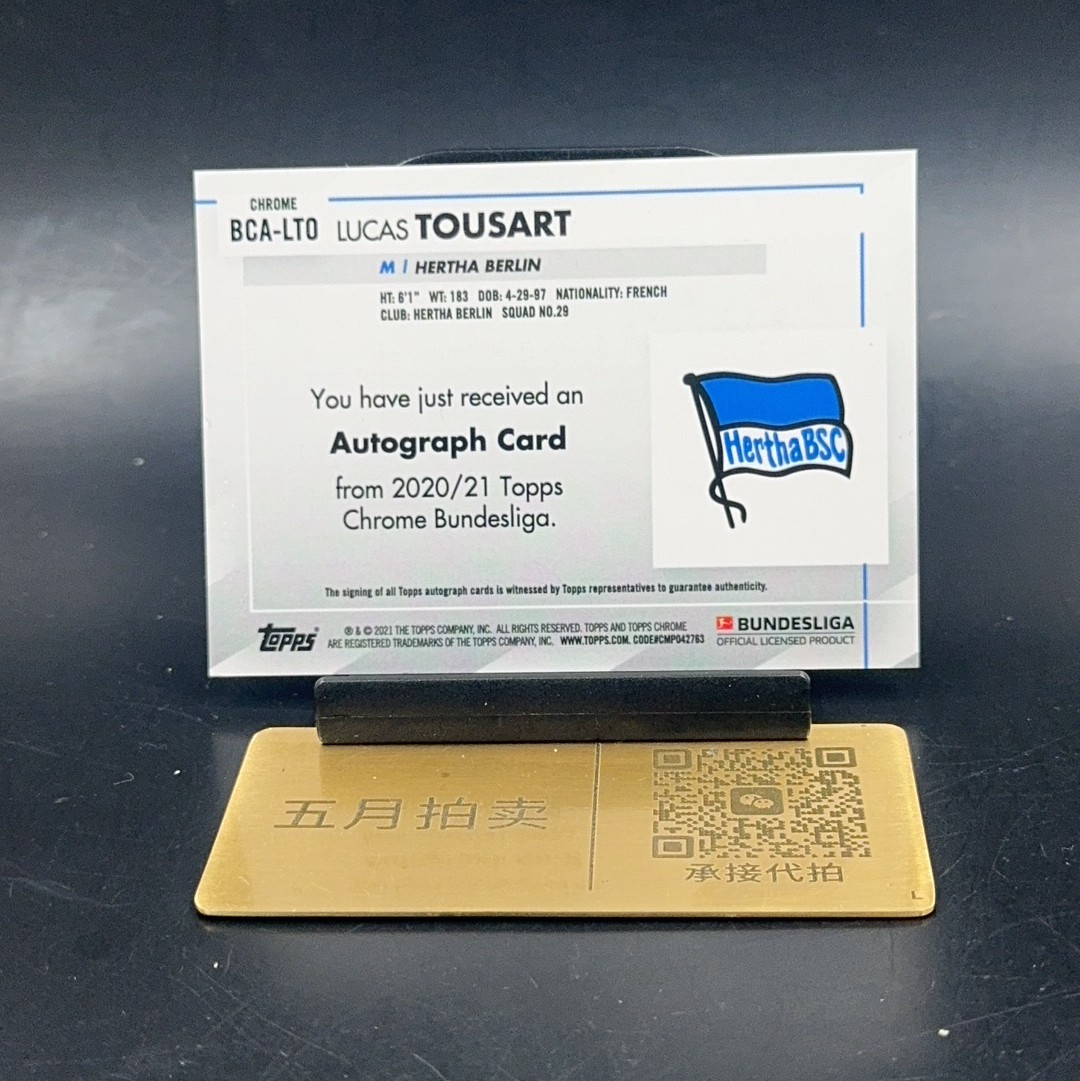 CHROME
BCA-LTO LUCAS TOUSART
M / HERTHA BERLIN
HT: 6'1" WT: 183 DOB: 4-29-97 NATIONALITY: FRENCH
CLUB: HERTHA BERLIN SQUAD NO.29
You have just received an
Autograph Card
from 2020/21 Topps
Chrome Bundesliga.
HerthaBSC
The signing of all Topps autograph cards is witnessed by Topps representatives to guarantee authenticity.
Topps
® & © 2021 THE TOPPS COMPANY, INC. ALL RIGHTS RESERVED. TOPPS AND TOPPS CHROME
ARE REGISTERED TRADEMARKS OF THE TOPPS COMPANY, INC. WWW.TOPPS.COM. CODE#CMP042763
BUNDESLIGA
OFFICIAL LICENSED PRODUCT
五月拍卖
承接代拍
L